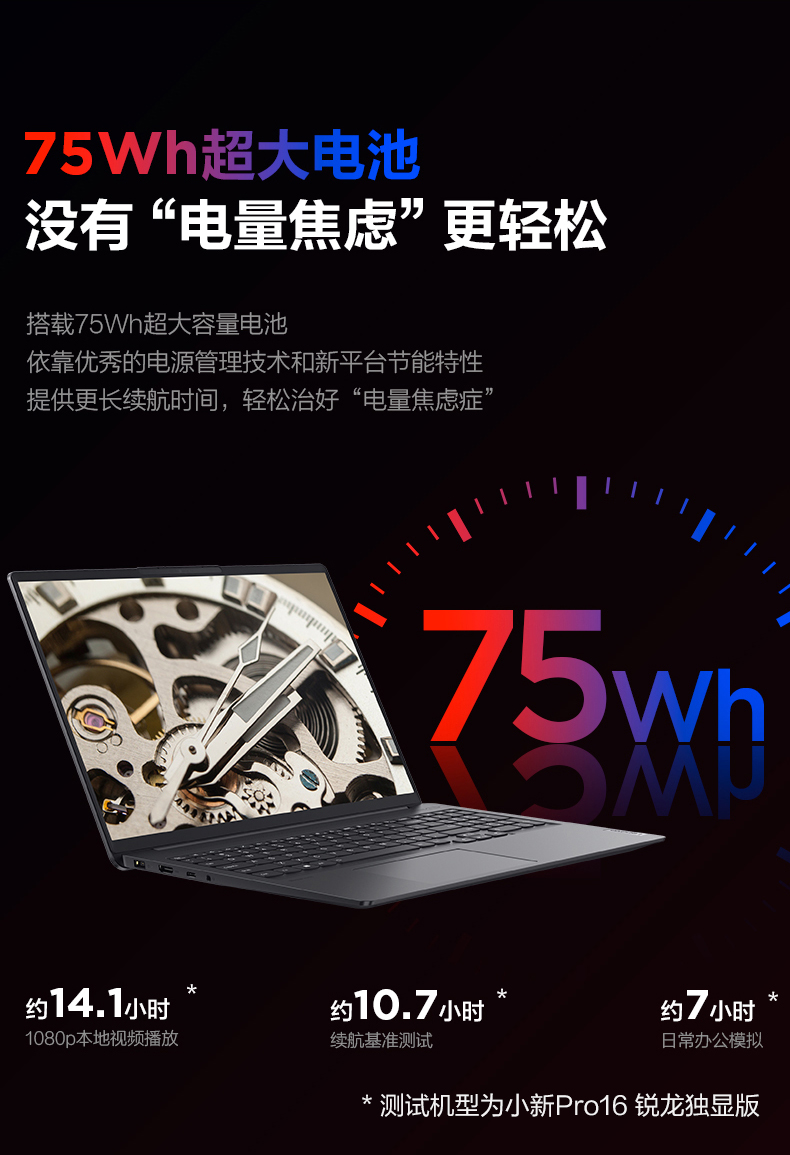 75Wh超大电池
没有“电量焦虑”更轻松
搭载75Wh超大容量电池
依靠优秀的电源管理技术和新平台节能特性
提供更长续航时间，轻松治好“电量焦虑症”
75Wh
约14.1小时*
1080p本地视频播放
约10.7小时*
续航基准测试
约7小时*
日常办公模拟
* 测试机型为小新Pro16 锐龙独显版